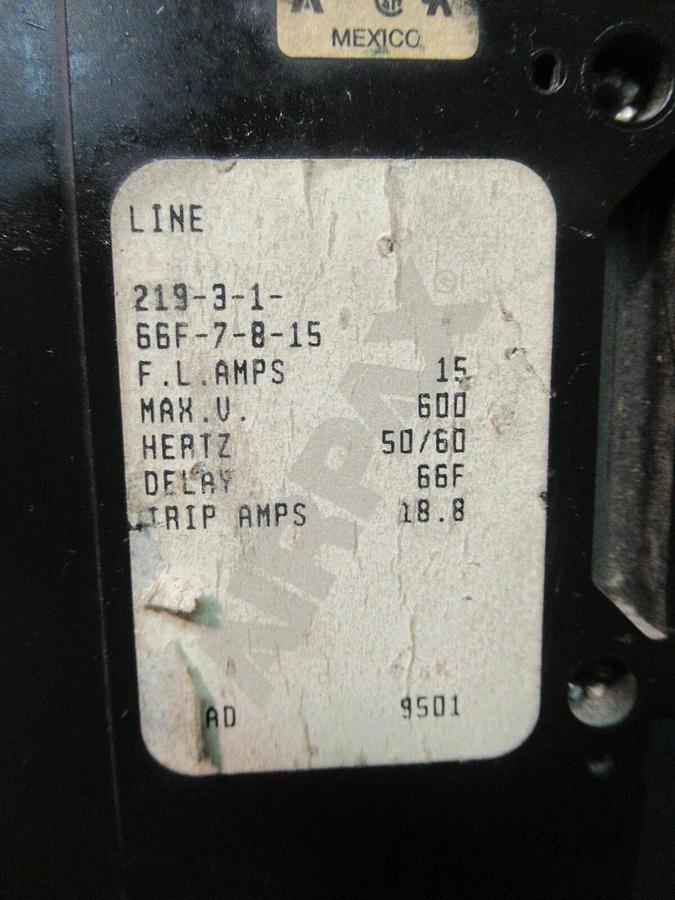 MEXICO
LINE
219-3-1-
66F-7-8-15
F.L.AMPS 15
MAX.V. 600
HERTZ 50/60
DELAY 66F
TRIP AMPS 18.8
AIRPAX®
AD 9501